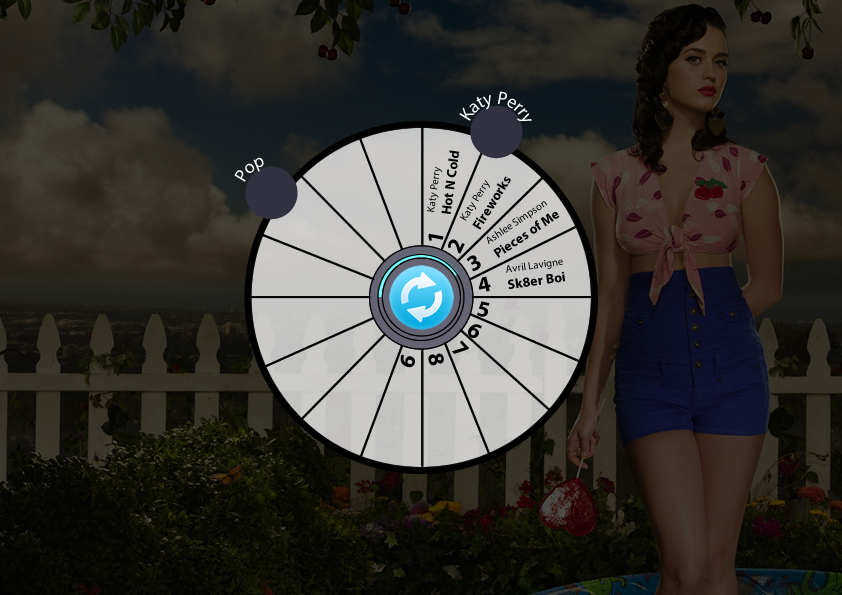 Pop
Katy Perry
1
Katy Perry
Hot N Cold
2
Katy Perry
Fireworks
3
Ashlee Simpson
Pieces of Me
4
Avril Lavigne
Sk8er Boi
5
6
7
8
9